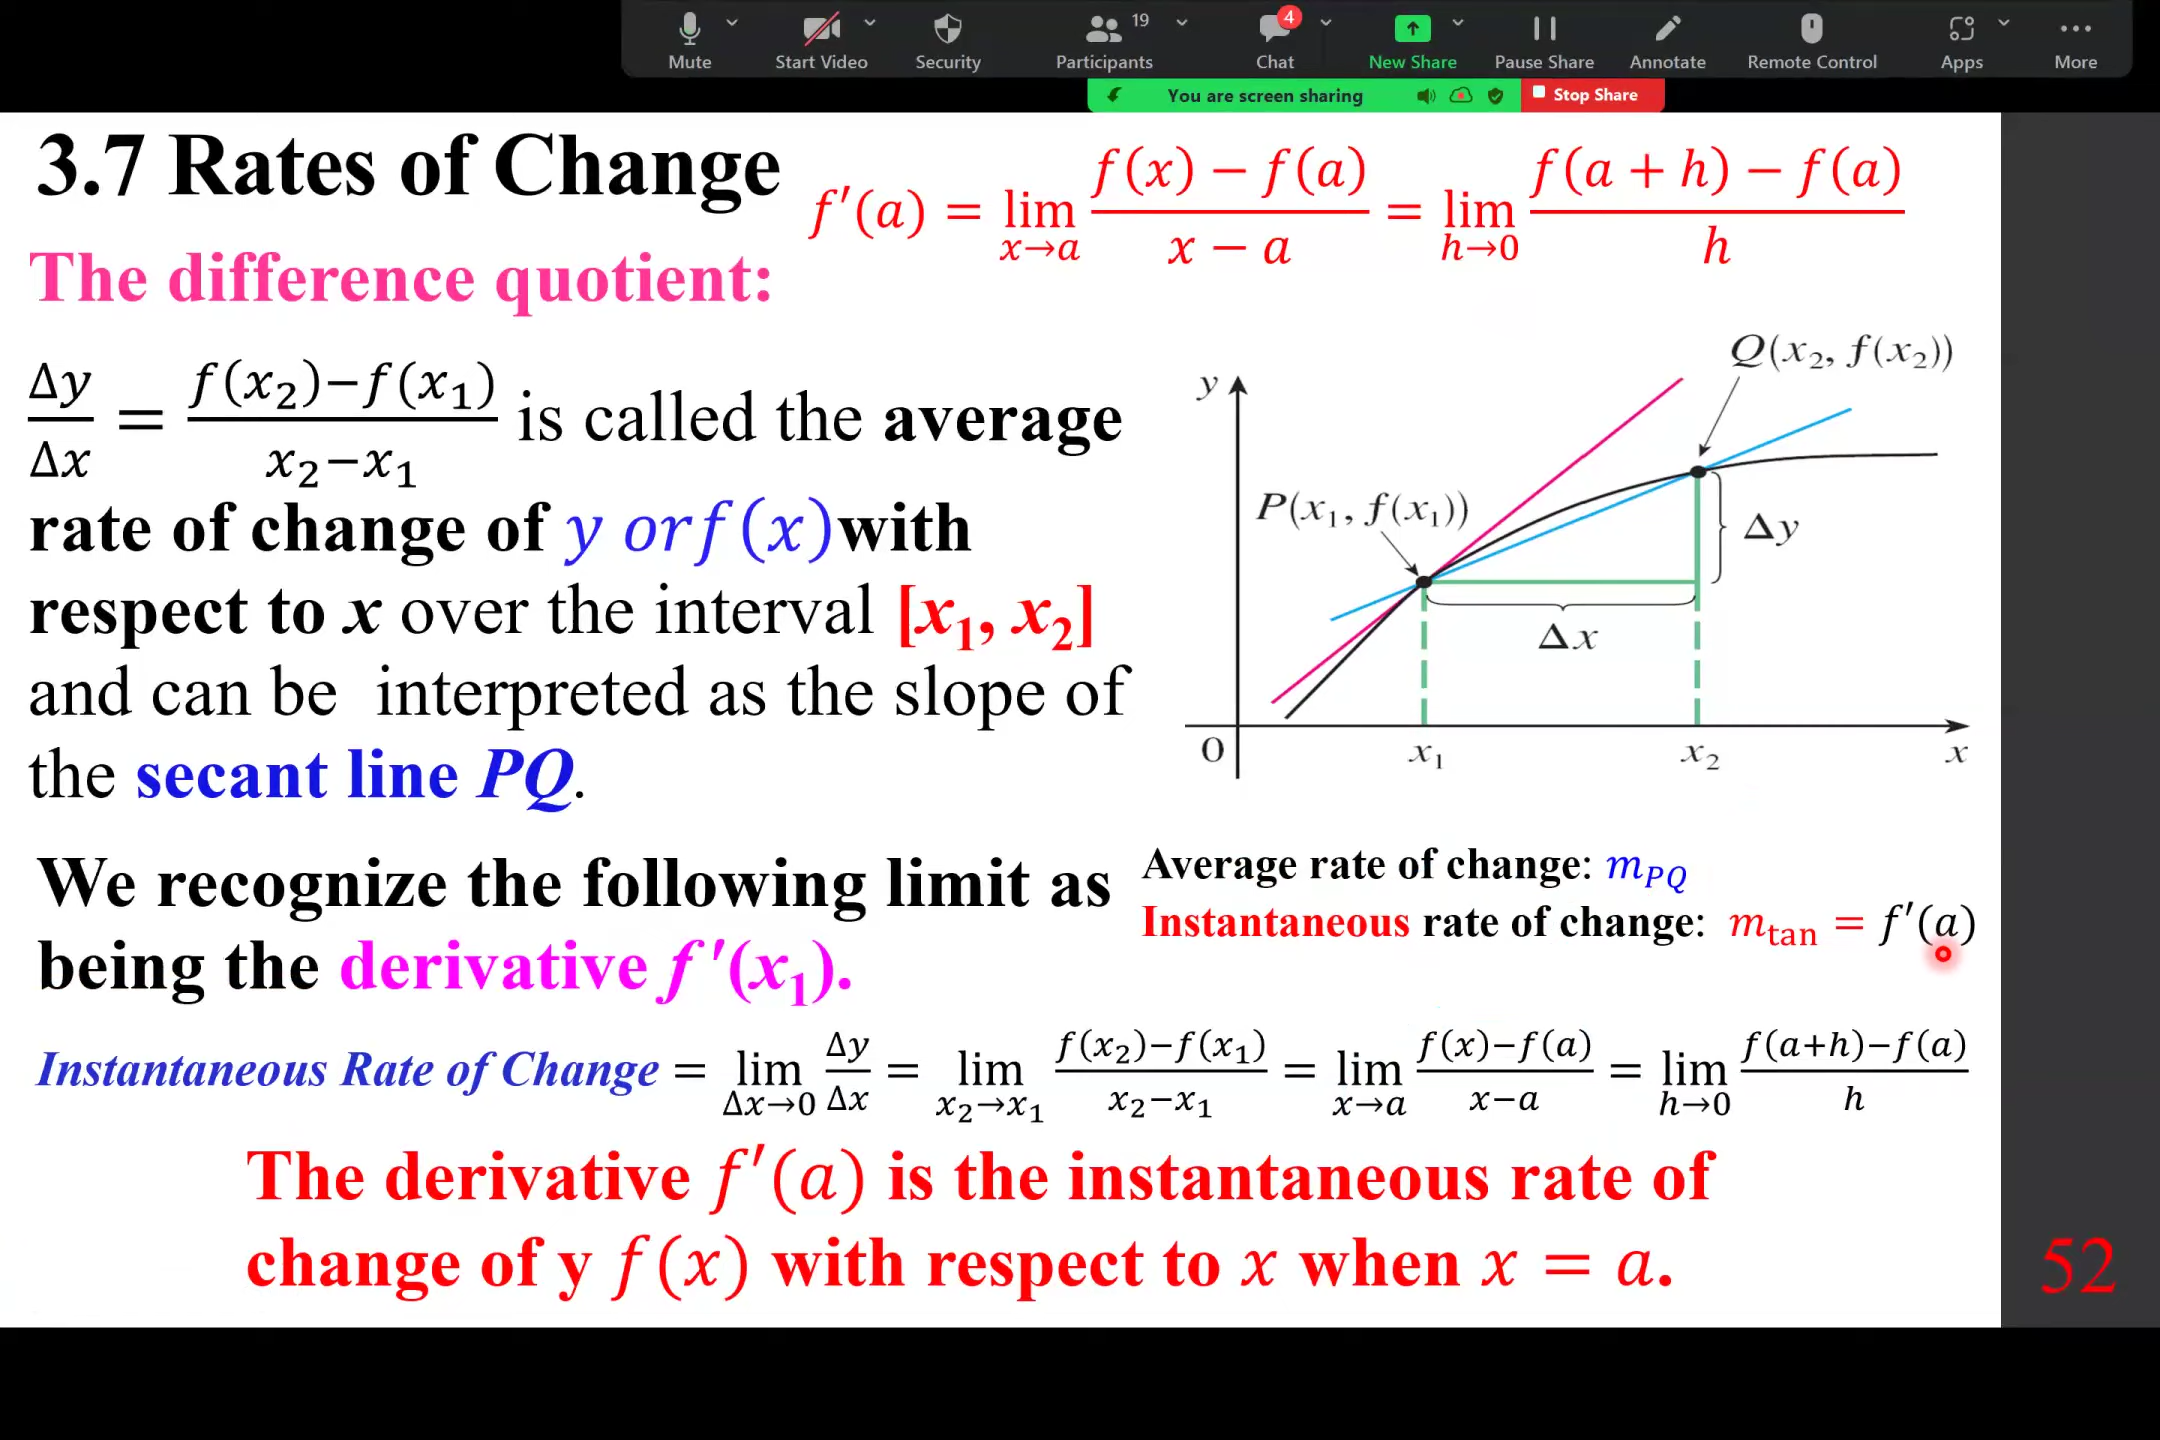 Mute
Start Video
Security
Participants 19
Chat 4
New Share
Pause Share
Annotate
Remote Control
Apps
More
You are screen sharing
Stop Share
3.7 Rates of Change
f′(a) = lim x→a (f(x) − f(a))/(x − a) = lim h→0 (f(a + h) − f(a))/h
The difference quotient:
Δy/Δx = (f(x₂)−f(x₁))/(x₂−x₁) is called the average
rate of change of y orf(x)with
respect to x over the interval [x₁, x₂]
and can be interpreted as the slope of
the secant line PQ.
y
Q(x₂, f(x₂))
P(x₁, f(x₁))
Δy
Δx
0
x₁
x₂
x
We recognize the following limit as
being the derivative f ′(x₁).
Average rate of change: m_PQ
Instantaneous rate of change: m_tan = f′(a)
Instantaneous Rate of Change = lim Δx→0 Δy/Δx = lim x₂→x₁ (f(x₂)−f(x₁))/(x₂−x₁) = lim x→a (f(x)−f(a))/(x−a) = lim h→0 (f(a+h)−f(a))/h
The derivative f′(a) is the instantaneous rate of
change of y f(x) with respect to x when x = a.
52